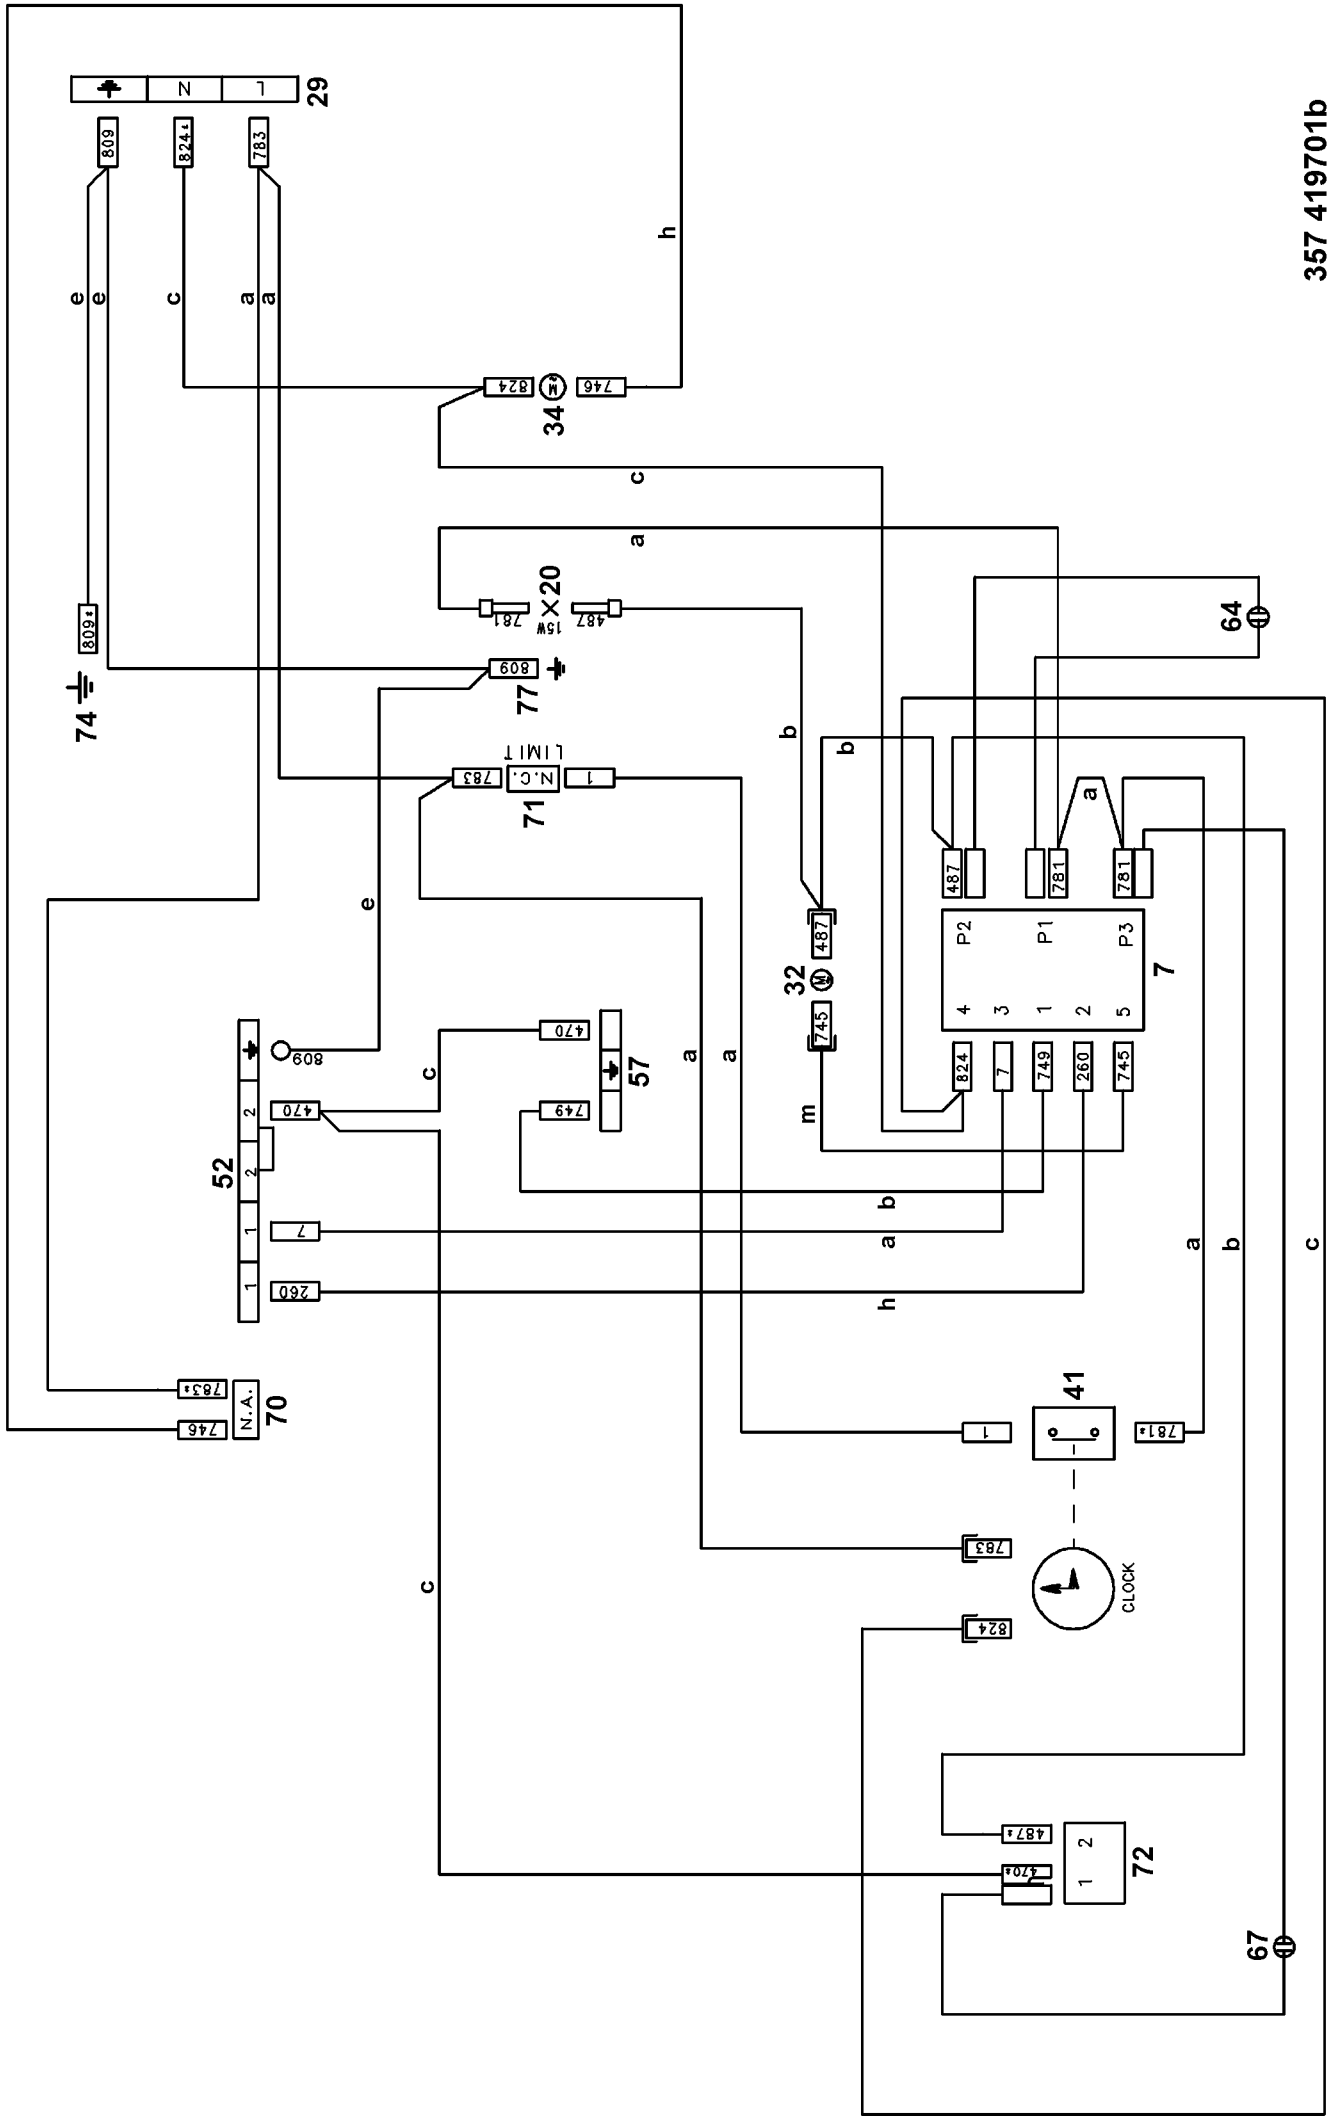 N
L
29
809
824*
783
357 419701b
h
e
e
c
a
a
824
M
746
34
c
a
781
15W
20
487
809*
74
809
77
64
LIMIT
783
N.C.
1
71
b
b
a
487
781
781
e
a
a
487
32
M
745
P2
P1
P3
4
3
1
2
5
7
809
470
57
749
824
7
749
260
745
m
2
470
c
52
2
1
7
1
260
b
a
h
a
b
c
783*
746
N.A.
70
1
41
781*
783
824
CLOCK
c
487*
470*
2
1
72
67